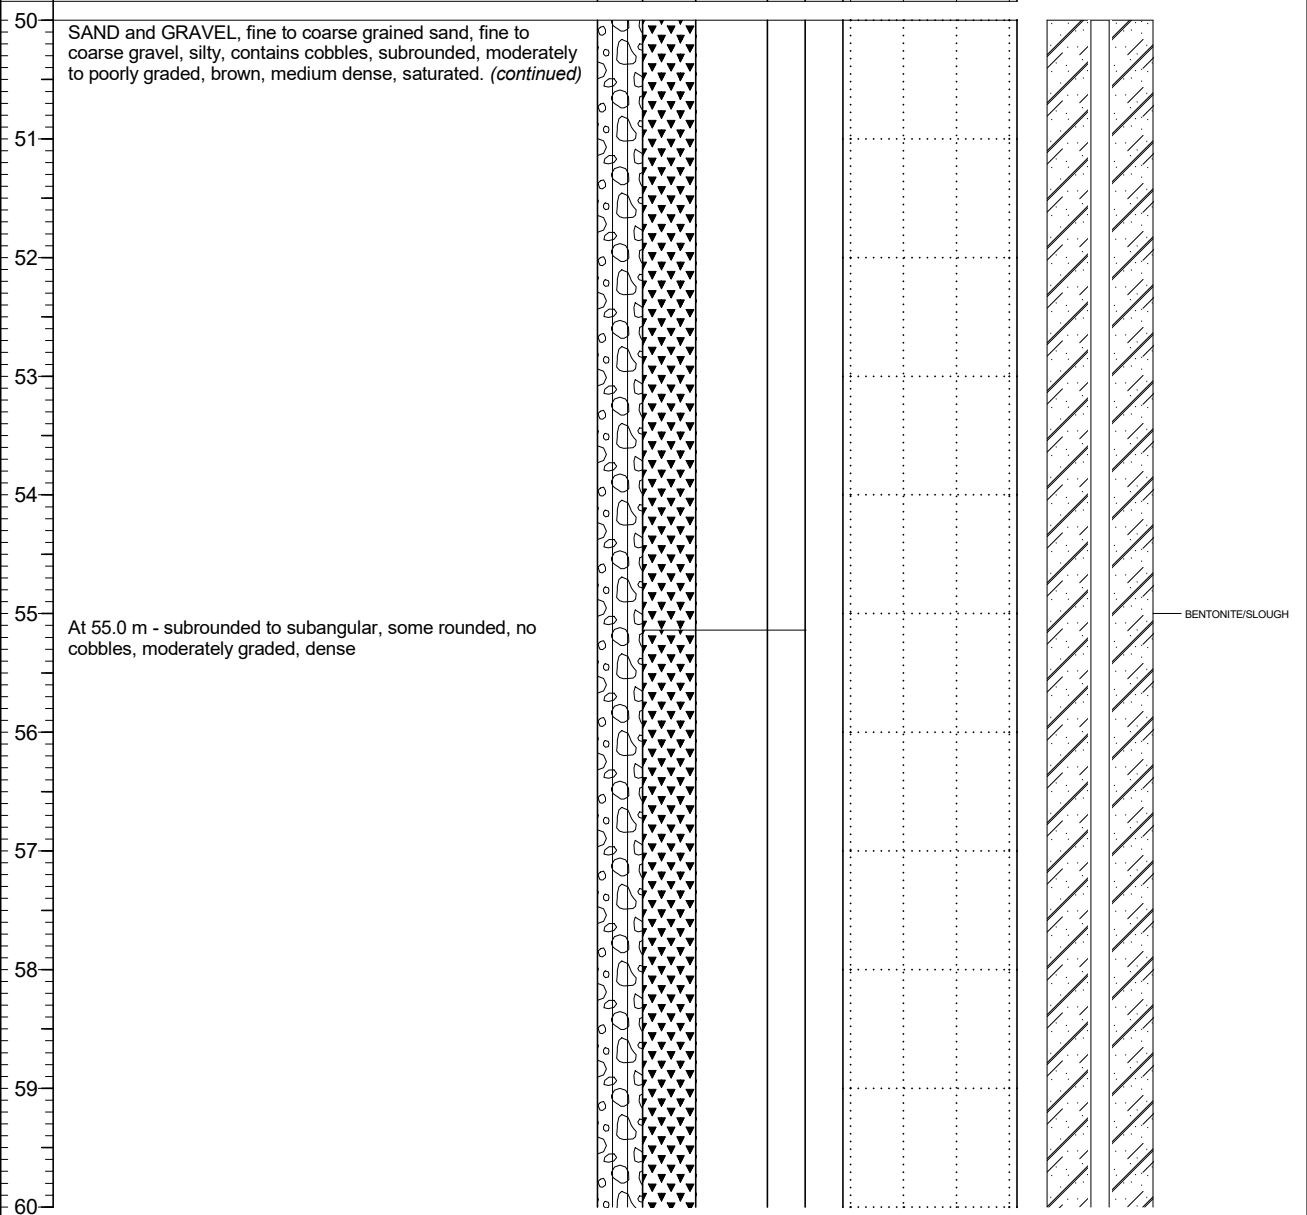 50
SAND and GRAVEL, fine to coarse grained sand, fine to
coarse gravel, silty, contains cobbles, subrounded, moderately
to poorly graded, brown, medium dense, saturated. (continued)
51
52
53
54
55
BENTONITE/SLOUGH
At 55.0 m - subrounded to subangular, some rounded, no
cobbles, moderately graded, dense
56
57
58
59
60